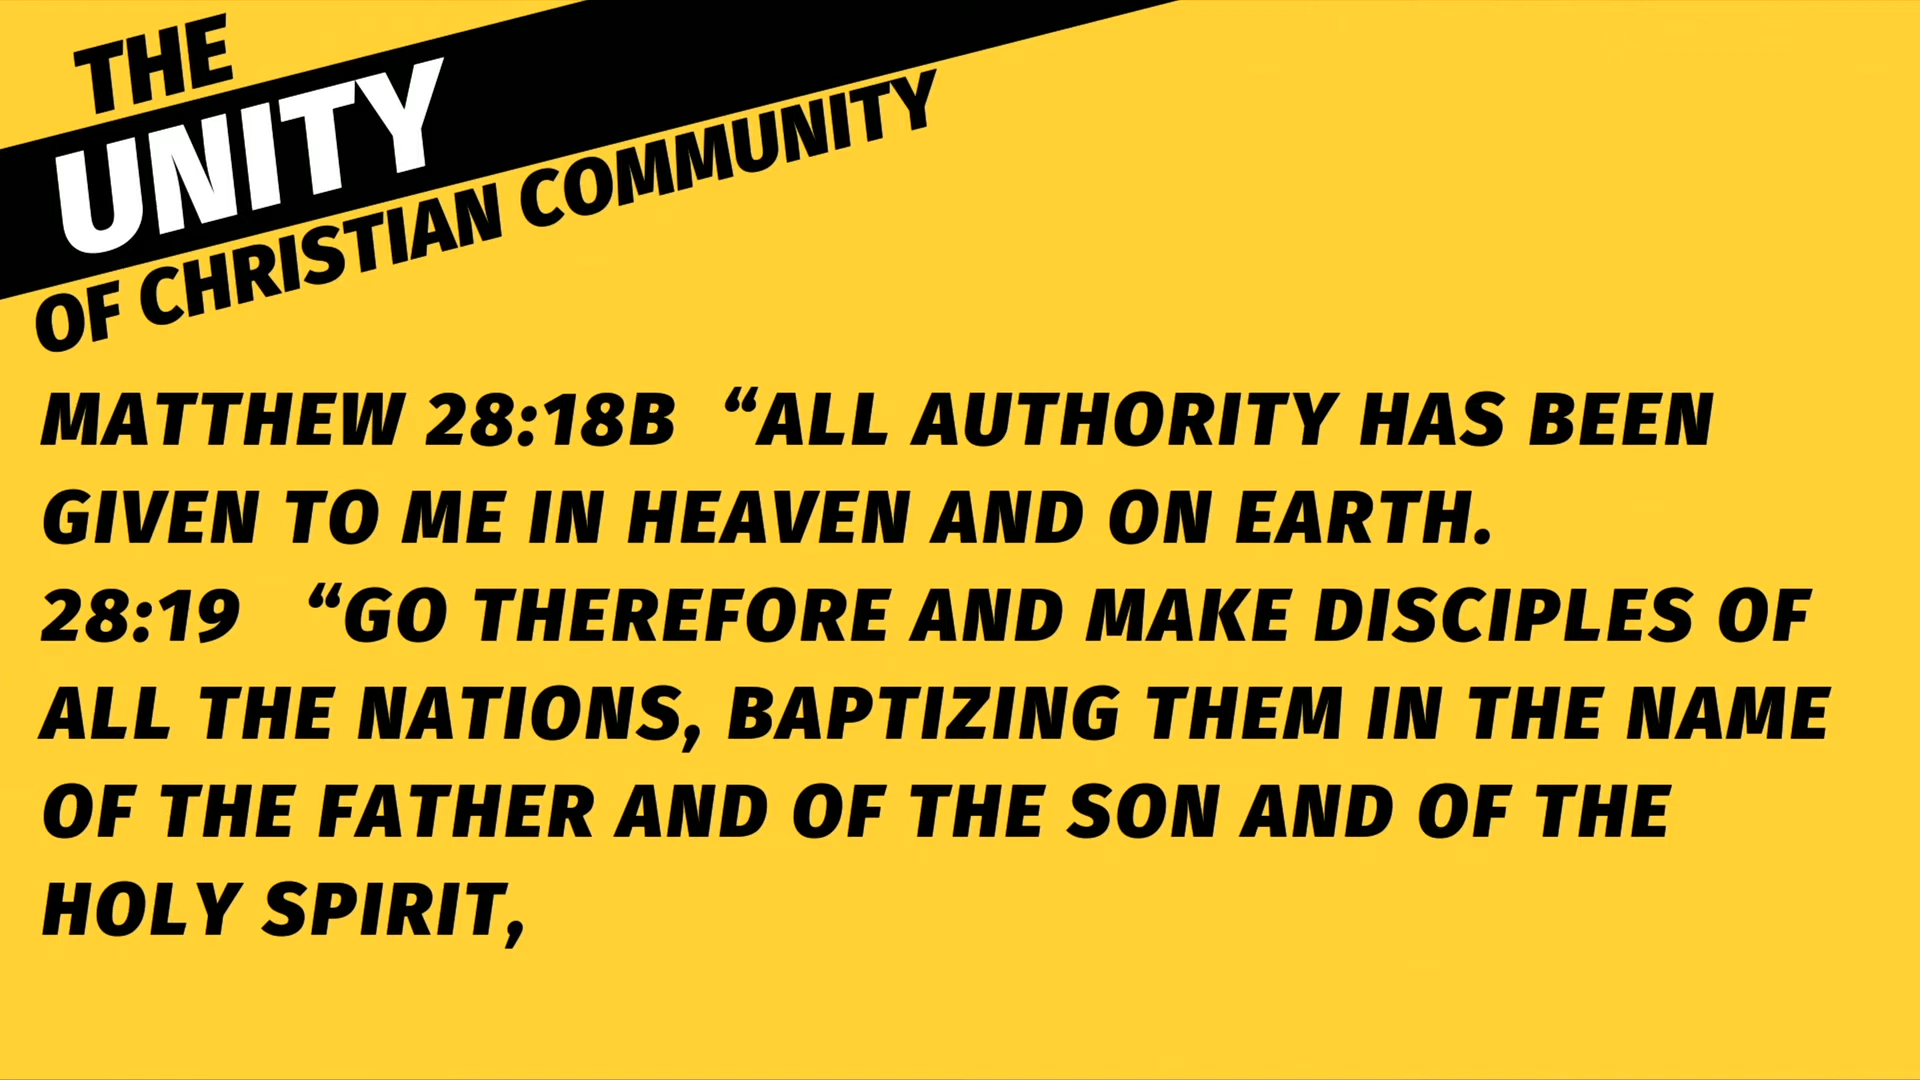 THE
UNITY
OF CHRISTIAN COMMUNITY
MATTHEW 28:18B “ALL AUTHORITY HAS BEEN
GIVEN TO ME IN HEAVEN AND ON EARTH.
28:19 “GO THEREFORE AND MAKE DISCIPLES OF
ALL THE NATIONS, BAPTIZING THEM IN THE NAME
OF THE FATHER AND OF THE SON AND OF THE
HOLY SPIRIT,